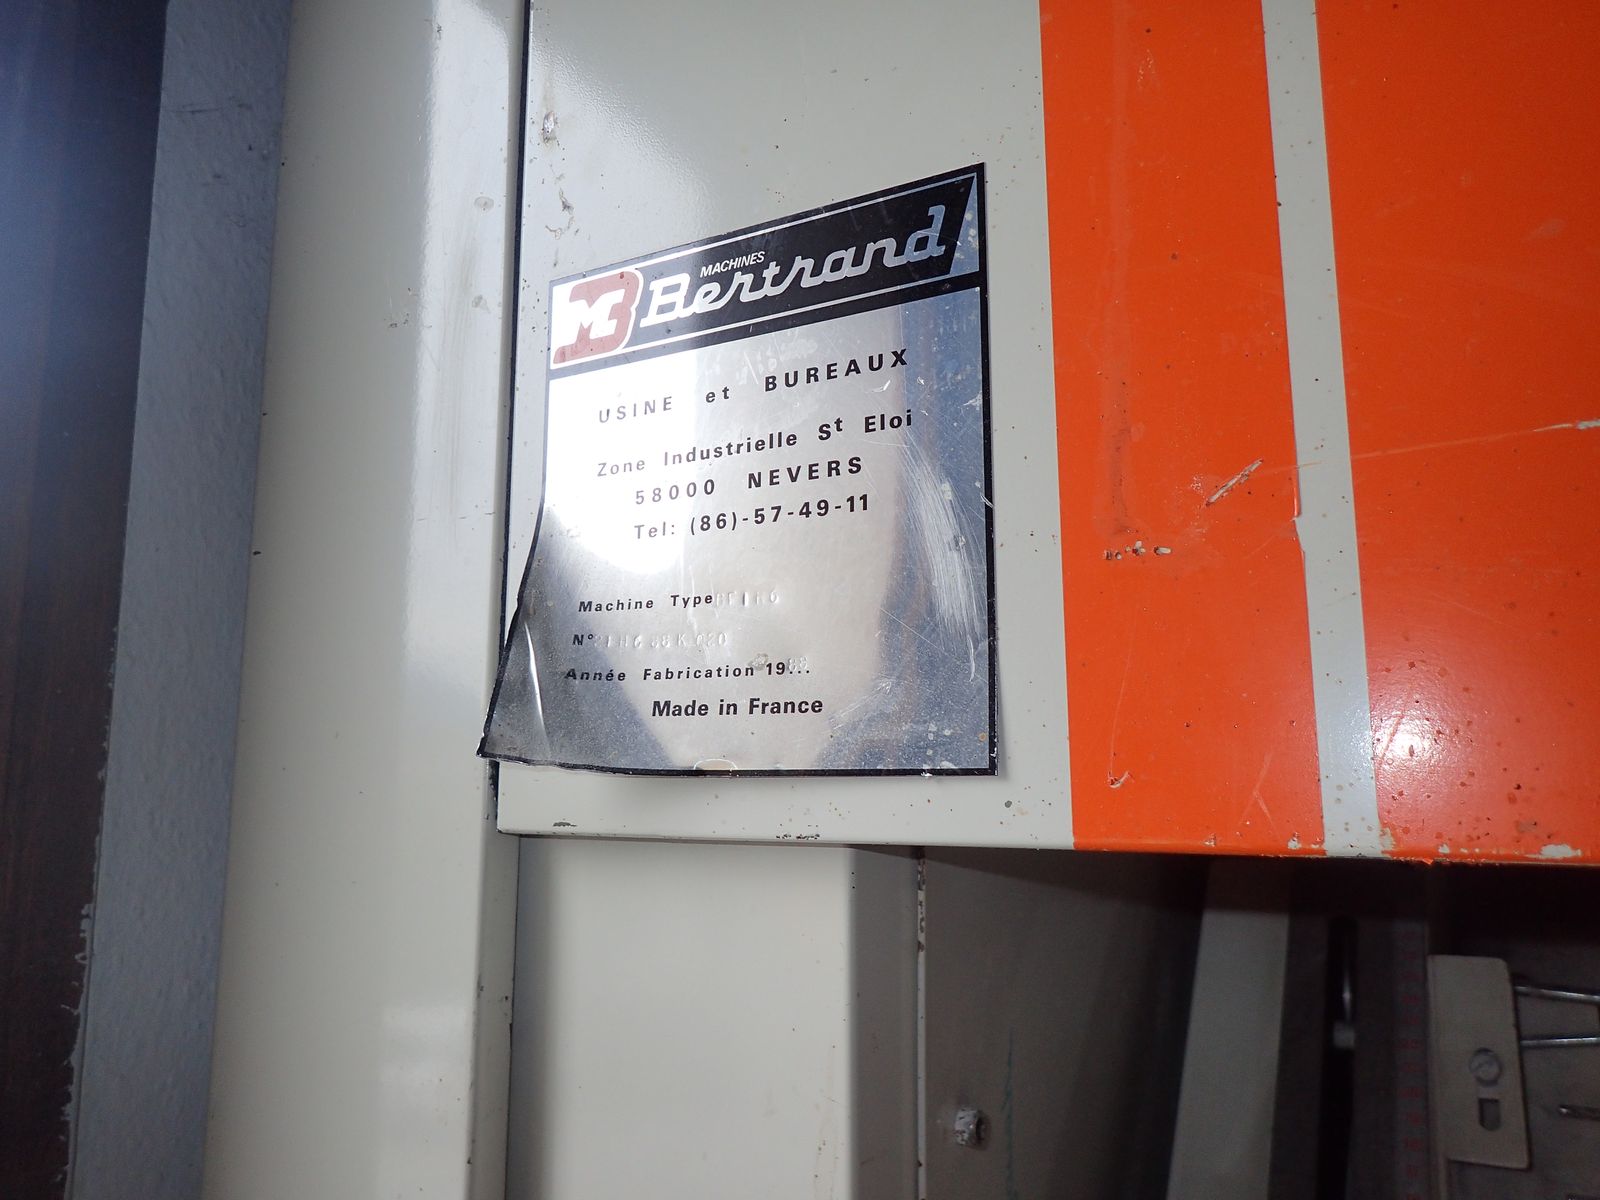 MB MACHINES Bertrand
USINE et BUREAUX
Zone Industrielle St Eloi
58000 NEVERS
Tel: (86)-57-49-11
Machine Type
N°
Année Fabrication 19...
Made in France